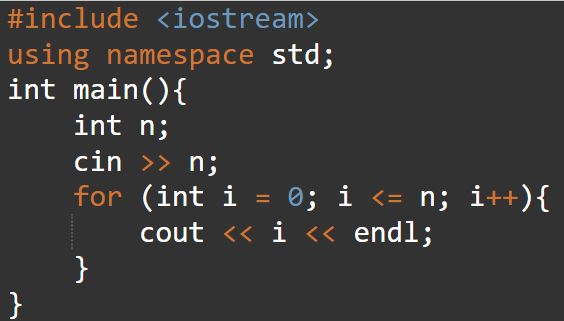 #include <iostream>
using namespace std;
int main(){
    int n;
    cin >> n;
    for (int i = 0; i <= n; i++){
        cout << i << endl;
    }
}